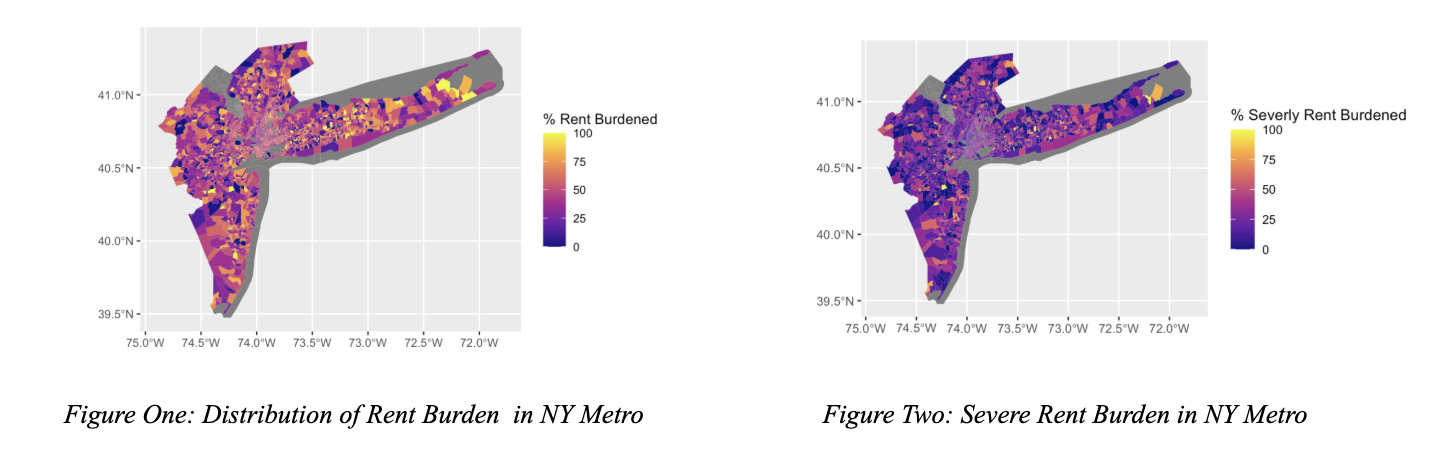 % Rent Burdened
100
75
50
25
0
41.0°N
40.5°N
40.0°N
39.5°N
75.0°W 74.5°W 74.0°W 73.5°W 73.0°W 72.5°W 72.0°W
Figure One: Distribution of Rent Burden in NY Metro
% Severly Rent Burdened
100
75
50
25
0
41.0°N
40.5°N
40.0°N
39.5°N
75.0°W 74.5°W 74.0°W 73.5°W 73.0°W 72.5°W 72.0°W
Figure Two: Severe Rent Burden in NY Metro